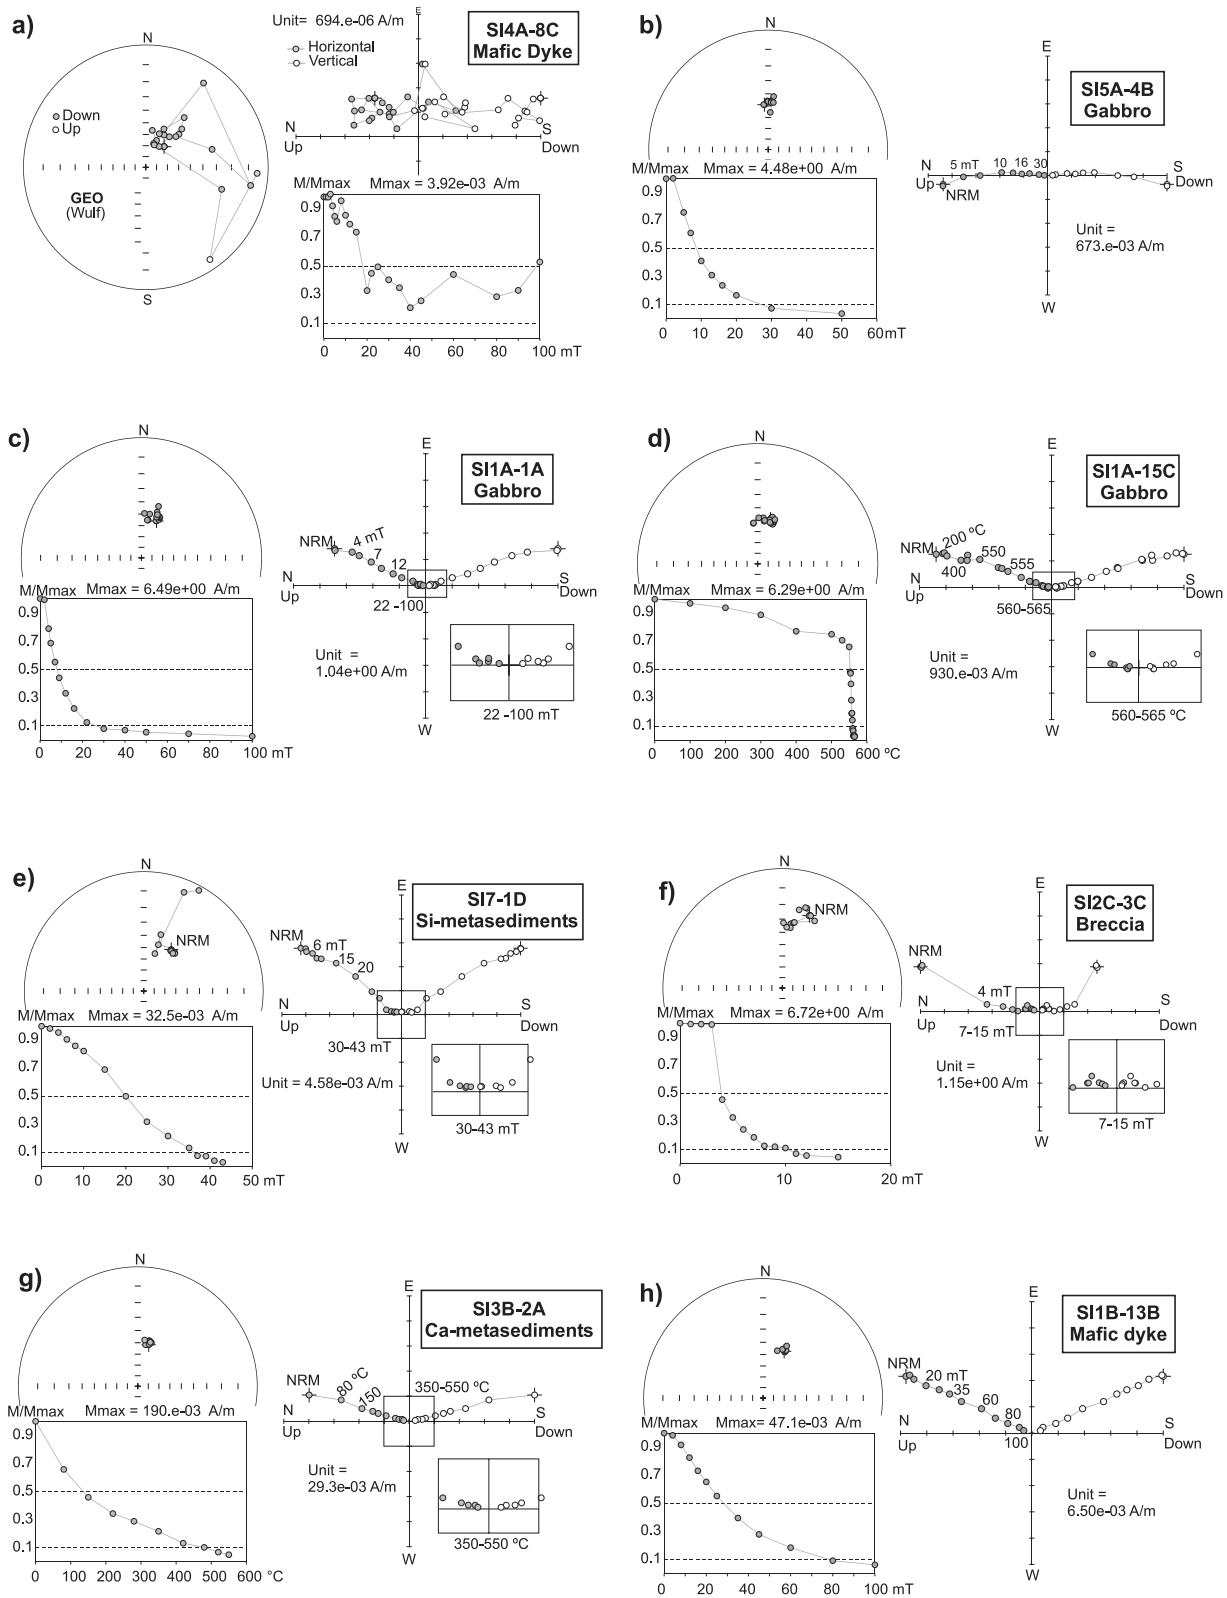 a)
N
Down
Up
GEO
(Wulf)
S
Unit= 694.e-06 A/m
Horizontal
Vertical
E
SI4A-8C
Mafic Dyke
N
Up
S
Down
M/Mmax Mmax = 3.92e-03 A/m
0.9
0.5
0.3
0.1
0 20 40 60 80 100 mT
b)
N
E
SI5A-4B
Gabbro
M/Mmax Mmax = 4.48e+00 A/m
0.9
0.7
0.5
0.3
0.1
0 10 20 30 40 50 60 mT
N
Up
5 mT 10 16 30
NRM
S
Down
Unit =
673.e-03 A/m
W
c)
N
E
SI1A-1A
Gabbro
NRM 4 mT
7
12
N
Up
S
Down
22 -100
M/Mmax Mmax = 6.49e+00 A/m
0.9
0.7
0.5
0.3
0.1
0 20 40 60 80 100 mT
Unit =
1.04e+00 A/m
22 -100 mT
W
d)
N
E
SI1A-15C
Gabbro
NRM 200 ºC
550
400
555
N
Up
S
Down
560-565
M/Mmax Mmax = 6.29e+00 A/m
0.9
0.7
0.5
0.3
0.1
0 100 200 300 400 500 600 ºC
Unit =
930.e-03 A/m
560-565 ºC
W
e)
N
NRM
E
SI7-1D
Si-metasediments
NRM 6 mT
15
20
N
Up
S
Down
30-43 mT
M/Mmax Mmax = 32.5e-03 A/m
0.9
0.7
0.5
0.3
0.1
0 10 20 30 40 50 mT
Unit = 4.58e-03 A/m
30-43 mT
W
f)
N
NRM
E
SI2C-3C
Breccia
NRM
4 mT
N
Up
S
Down
7-15 mT
M/Mmax Mmax = 6.72e+00 A/m
0.9
0.7
0.5
0.3
0.1
0 10 20 mT
Unit =
1.15e+00 A/m
7-15 mT
W
g)
N
E
SI3B-2A
Ca-metasediments
NRM 80 ºC
150
350-550 ºC
N
Up
S
Down
M/Mmax Mmax = 190.e-03 A/m
0.9
0.7
0.5
0.3
0.1
0 100 200 300 400 500 600 ºC
Unit =
29.3e-03 A/m
350-550 ºC
W
h)
N
E
SI1B-13B
Mafic dyke
NRM
20 mT
35
60
80
100
N
Up
S
Down
M/Mmax Mmax= 47.1e-03 A/m
0.9
0.7
0.5
0.3
0.1
0 20 40 60 80 100 mT
Unit =
6.50e-03 A/m
W